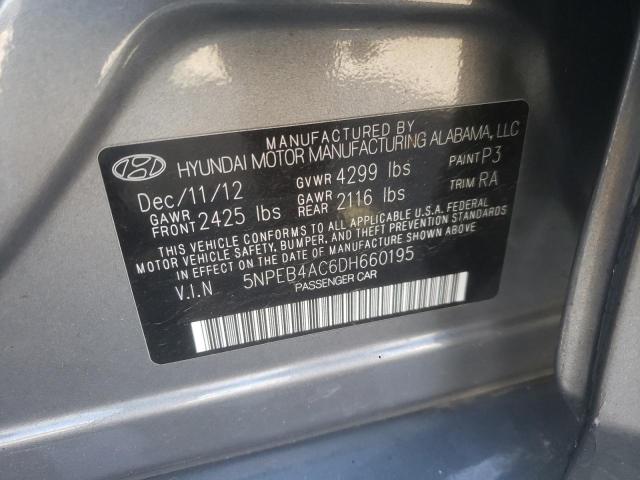 MANUFACTURED BY
HYUNDAI MOTOR MANUFACTURING ALABAMA, LLC
Dec/11/12 GVWR 4299 lbs PAINT P3
GAWR FRONT 2425 lbs GAWR REAR 2116 lbs TRIM RA
THIS VEHICLE CONFORMS TO ALL APPLICABLE U.S.A. FEDERAL
MOTOR VEHICLE SAFETY, BUMPER, AND THEFT PREVENTION STANDARDS
IN EFFECT ON THE DATE OF MANUFACTURE SHOWN ABOVE.
V.I.N 5NPEB4AC6DH660195
PASSENGER CAR